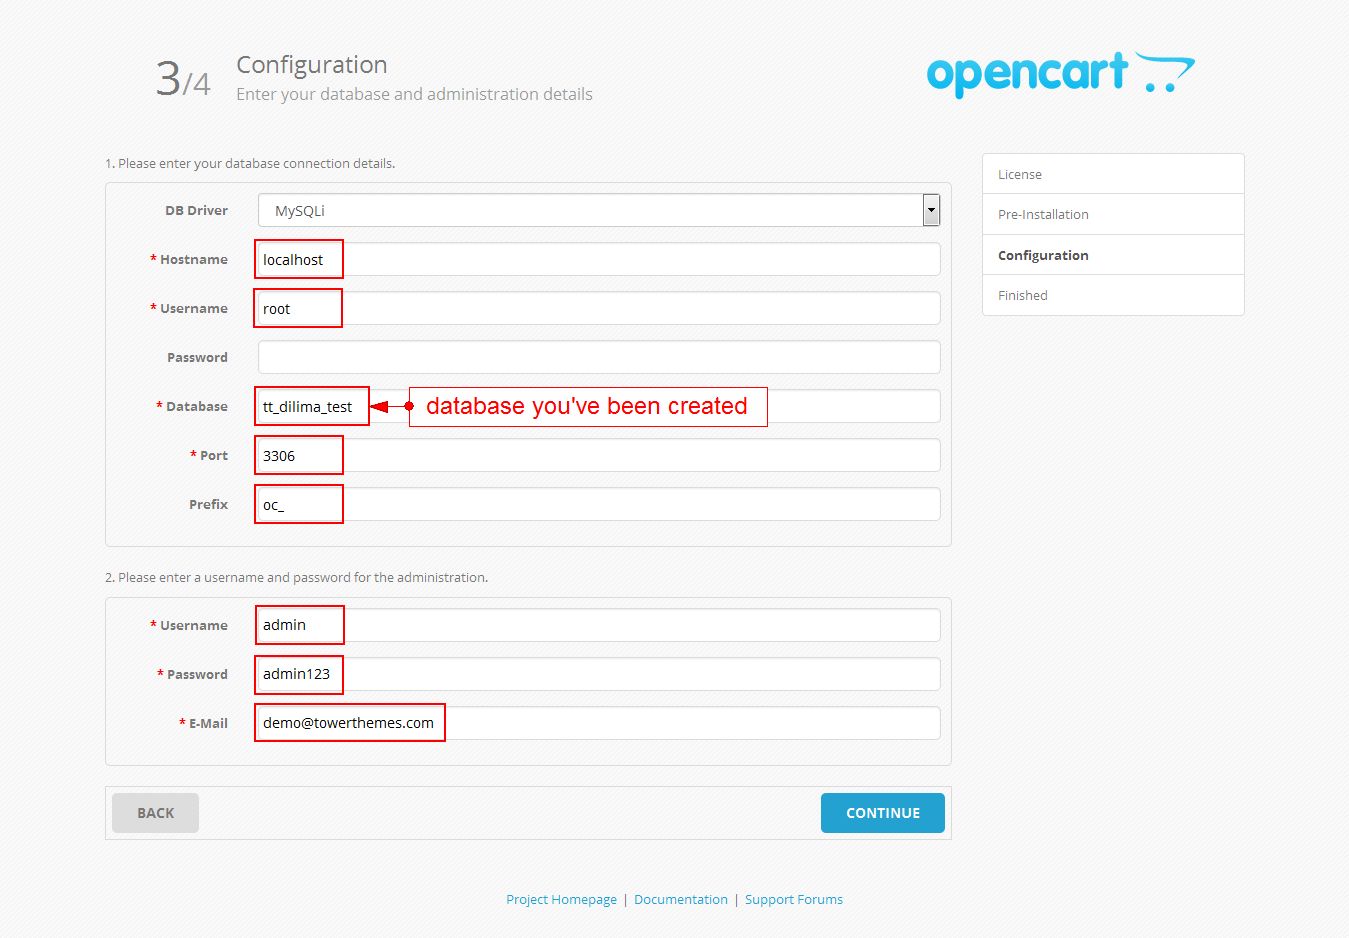 3/4
Configuration
Enter your database and administration details
opencart
1. Please enter your database connection details.
DB Driver MySQLi
* Hostname localhost
* Username root
Password
* Database tt_dilima_test database you've been created
* Port 3306
Prefix oc_
2. Please enter a username and password for the administration.
* Username admin
* Password admin123
* E-Mail demo@towerthemes.com
BACK CONTINUE
License
Pre-Installation
Configuration
Finished
Project Homepage | Documentation | Support Forums